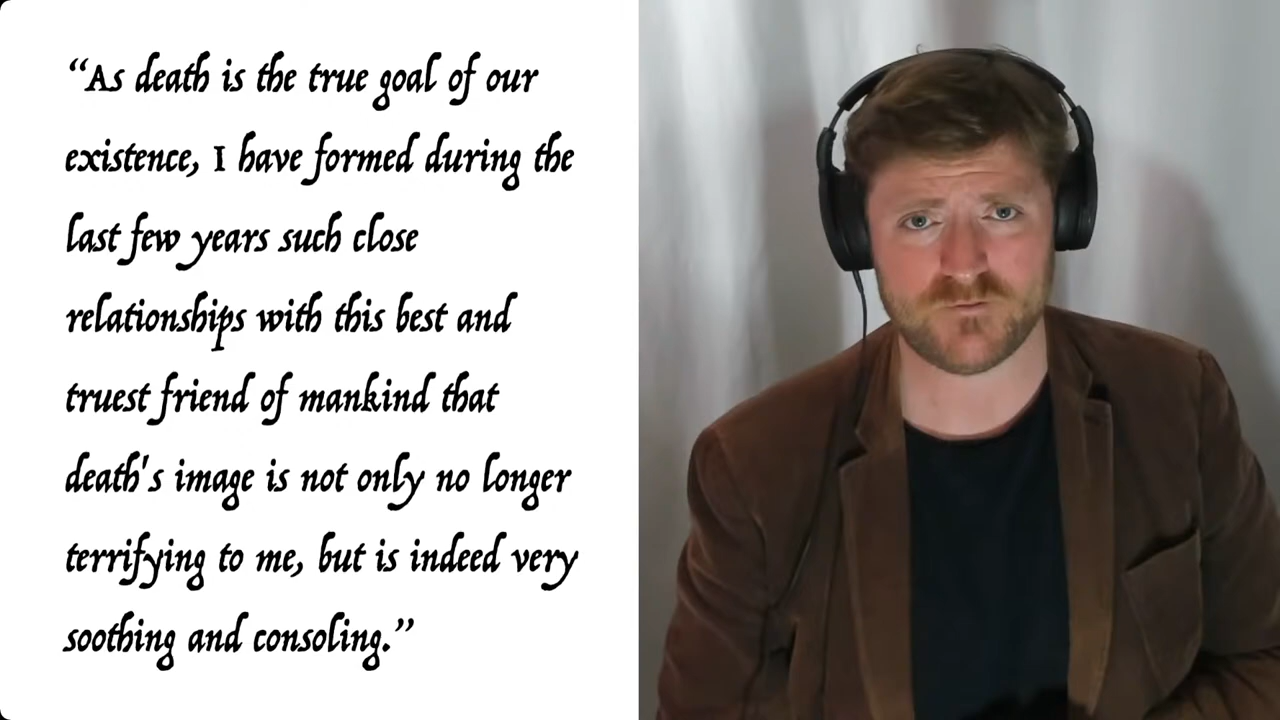 “As death is the true goal of our
existence, I have formed during the
last few years such close
relationships with this best and
truest friend of mankind that
death's image is not only no longer
terrifying to me, but is indeed very
soothing and consoling.”